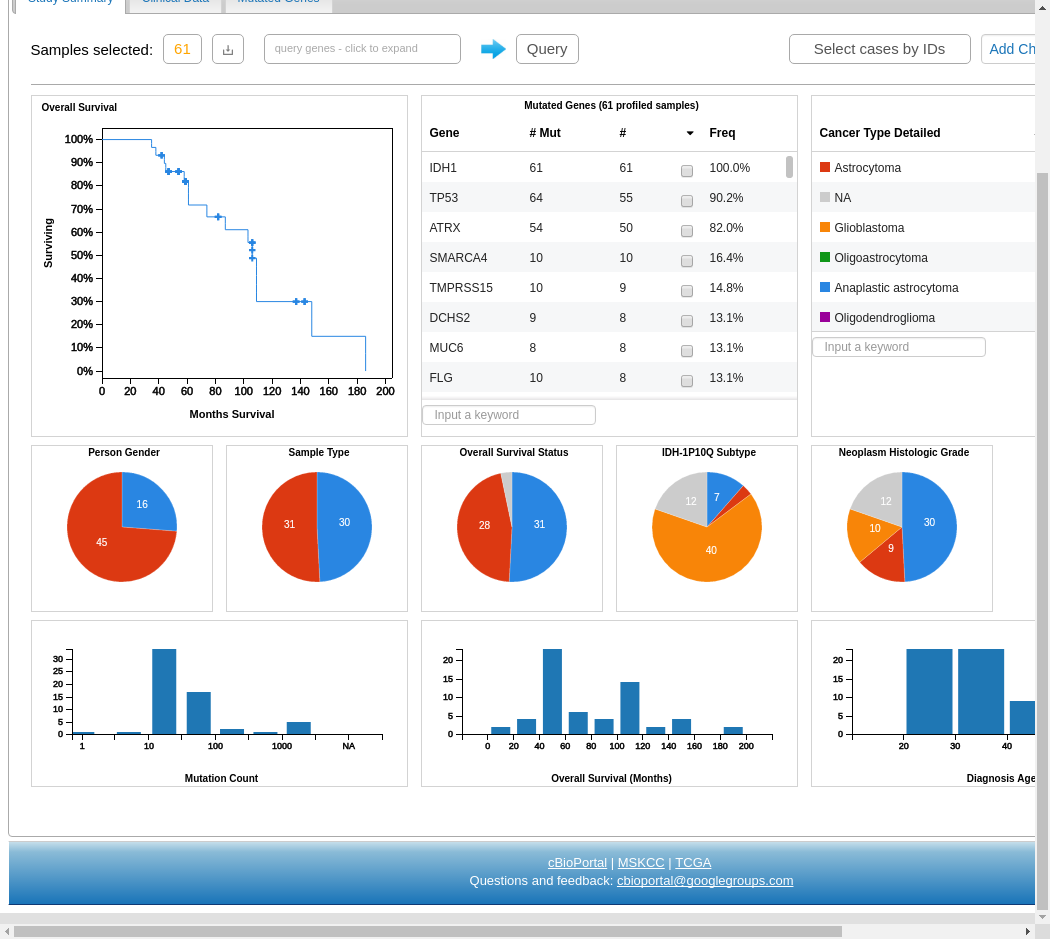 Study Summary Clinical Data Mutated Genes
Samples selected: 61 query genes - click to expand Query Select cases by IDs Add Ch
Overall Survival
100%
90%
80%
70%
60%
50%
40%
30%
20%
10%
0%
Surviving
0 20 40 60 80 100 120 140 160 180 200
Months Survival
Mutated Genes (61 profiled samples)
Gene # Mut # Freq
IDH1 61 61 100.0%
TP53 64 55 90.2%
ATRX 54 50 82.0%
SMARCA4 10 10 16.4%
TMPRSS15 10 9 14.8%
DCHS2 9 8 13.1%
MUC6 8 8 13.1%
FLG 10 8 13.1%
Input a keyword
Cancer Type Detailed
Astrocytoma
NA
Glioblastoma
Oligoastrocytoma
Anaplastic astrocytoma
Oligodendroglioma
Input a keyword
Person Gender
16
45
Sample Type
31 30
Overall Survival Status
28 31
IDH-1P10Q Subtype
12 7
40
Neoplasm Histologic Grade
12
30
10
9
30
25
20
15
10
5
0
1 10 100 1000 NA
Mutation Count
20
15
10
5
0
0 20 40 60 80 100 120 140 160 180 200
Overall Survival (Months)
20
15
10
5
0
20 30 40
Diagnosis Age
cBioPortal | MSKCC | TCGA
Questions and feedback: cbioportal@googlegroups.com